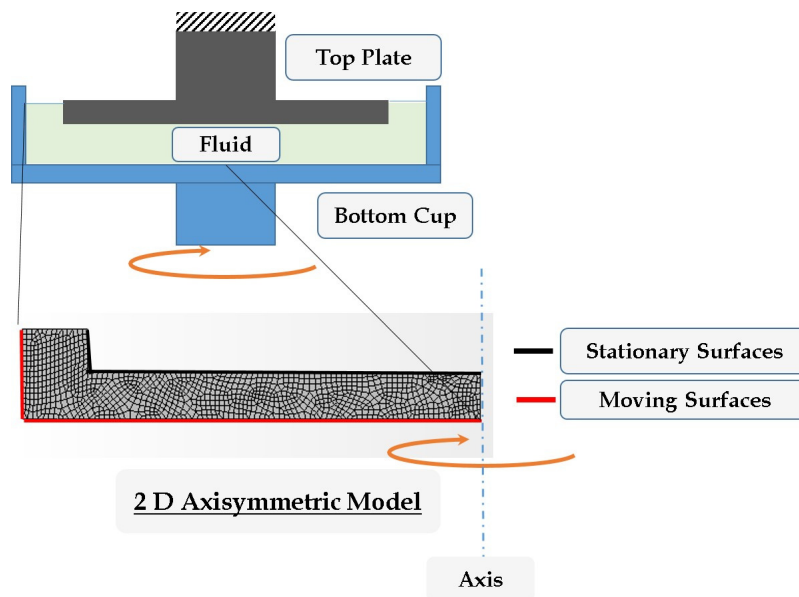 Top Plate
Fluid
Bottom Cup
Stationary Surfaces
Moving Surfaces
2 D Axisymmetric Model
Axis